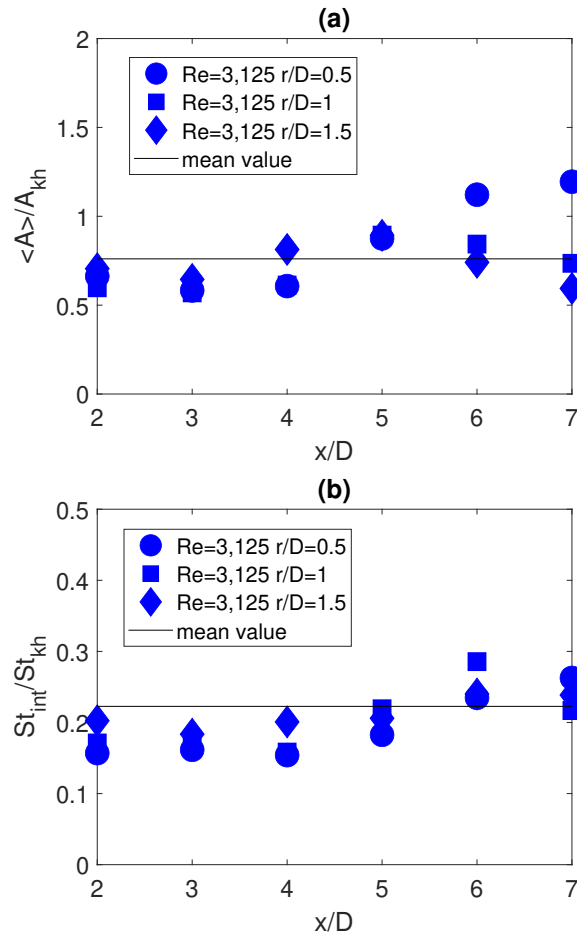 (a)
2
1.5
1
0.5
0
<A>/A_kh
Re=3,125 r/D=0.5
Re=3,125 r/D=1
Re=3,125 r/D=1.5
mean value
2 3 4 5 6 7
x/D
(b)
0.5
0.4
0.3
0.2
0.1
0
St_int/St_kh
Re=3,125 r/D=0.5
Re=3,125 r/D=1
Re=3,125 r/D=1.5
mean value
2 3 4 5 6 7
x/D